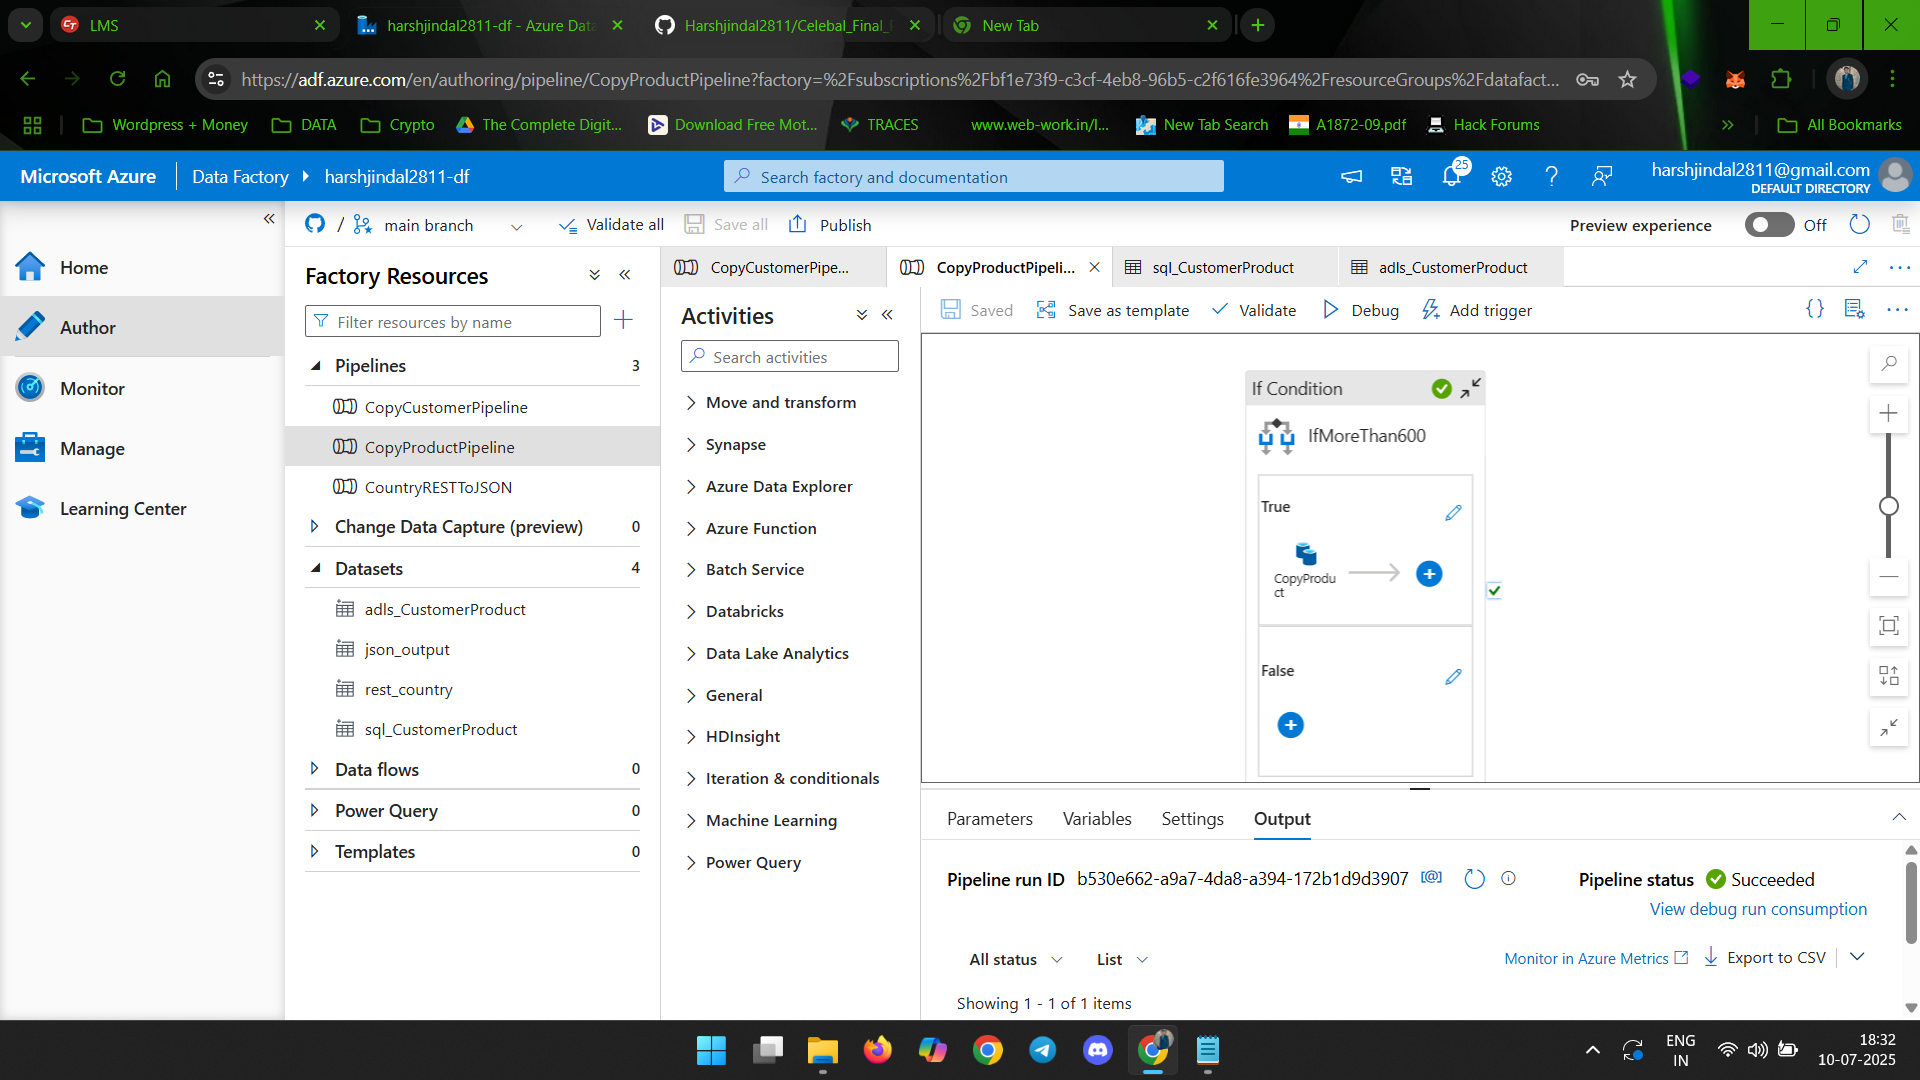 LMS
harshjindal2811-df - Azure Data
Harshjindal2811/Celebal_Final_
New Tab
https://adf.azure.com/en/authoring/pipeline/CopyProductPipeline?factory=%2Fsubscriptions%2Fbf1e73f9-c3cf-4eb8-96b5-c2f616fe3964%2FresourceGroups%2Fdatafact...
Wordpress + Money
DATA
Crypto
The Complete Digit...
Download Free Mot...
TRACES
www.web-work.in/l...
New Tab Search
A1872-09.pdf
Hack Forums
All Bookmarks
Microsoft Azure
Data Factory
harshjindal2811-df
Search factory and documentation
25
harshjindal2811@gmail.com
DEFAULT DIRECTORY
/ main branch
Validate all
Save all
Publish
Preview experience
Off
Home
Author
Monitor
Manage
Learning Center
Factory Resources
Filter resources by name
Pipelines 3
CopyCustomerPipeline
CopyProductPipeline
CountryRESTToJSON
Change Data Capture (preview) 0
Datasets 4
adls_CustomerProduct
json_output
rest_country
sql_CustomerProduct
Data flows 0
Power Query 0
Templates 0
CopyCustomerPipe...
CopyProductPipeli...
sql_CustomerProduct
adls_CustomerProduct
Activities
Search activities
Move and transform
Synapse
Azure Data Explorer
Azure Function
Batch Service
Databricks
Data Lake Analytics
General
HDInsight
Iteration & conditionals
Machine Learning
Power Query
Saved
Save as template
Validate
Debug
Add trigger
If Condition
IfMoreThan600
True
CopyProdu
ct
False
Parameters
Variables
Settings
Output
Pipeline run ID b530e662-a9a7-4da8-a394-172b1d9d3907
Pipeline status Succeeded
View debug run consumption
All status
List
Monitor in Azure Metrics
Export to CSV
Showing 1 - 1 of 1 items
ENG
IN
18:32
10-07-2025